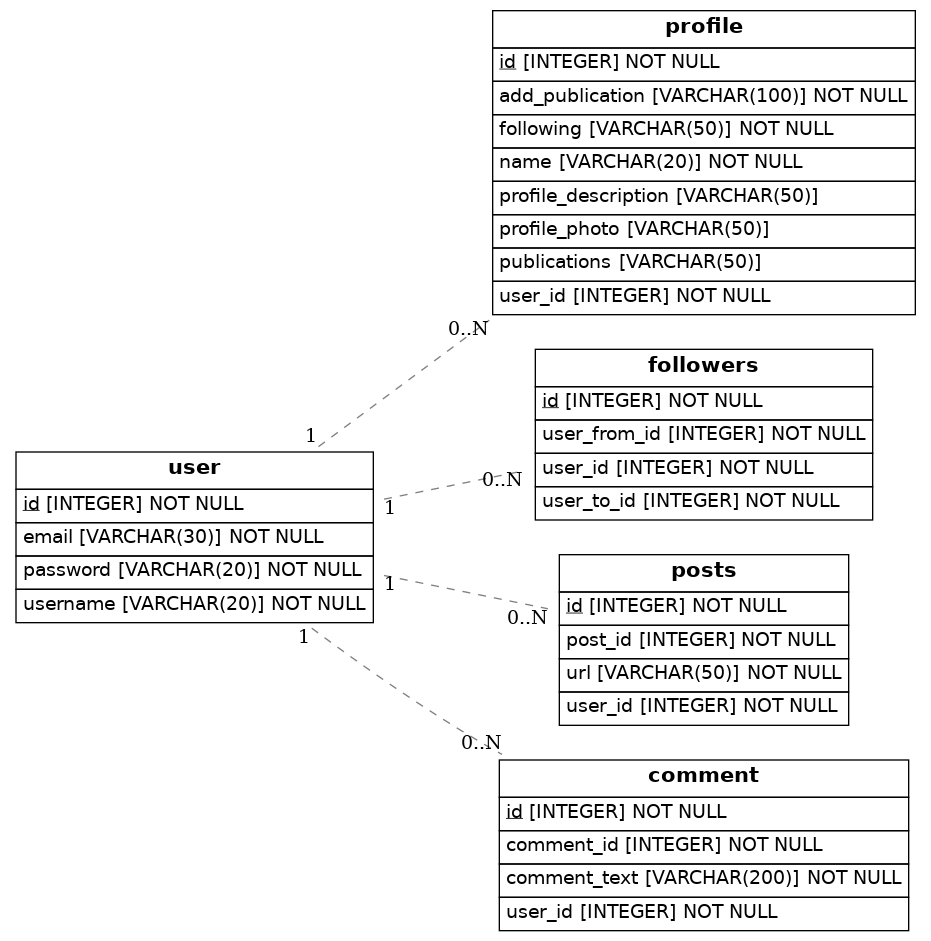 profile
id [INTEGER] NOT NULL
add_publication [VARCHAR(100)] NOT NULL
following [VARCHAR(50)] NOT NULL
name [VARCHAR(20)] NOT NULL
profile_description [VARCHAR(50)]
profile_photo [VARCHAR(50)]
publications [VARCHAR(50)]
user_id [INTEGER] NOT NULL
0..N
1
followers
id [INTEGER] NOT NULL
user_from_id [INTEGER] NOT NULL
user_id [INTEGER] NOT NULL
user_to_id [INTEGER] NOT NULL
0..N
1
user
id [INTEGER] NOT NULL
email [VARCHAR(30)] NOT NULL
password [VARCHAR(20)] NOT NULL
username [VARCHAR(20)] NOT NULL
1
0..N
posts
id [INTEGER] NOT NULL
post_id [INTEGER] NOT NULL
url [VARCHAR(50)] NOT NULL
user_id [INTEGER] NOT NULL
1
0..N
comment
id [INTEGER] NOT NULL
comment_id [INTEGER] NOT NULL
comment_text [VARCHAR(200)] NOT NULL
user_id [INTEGER] NOT NULL